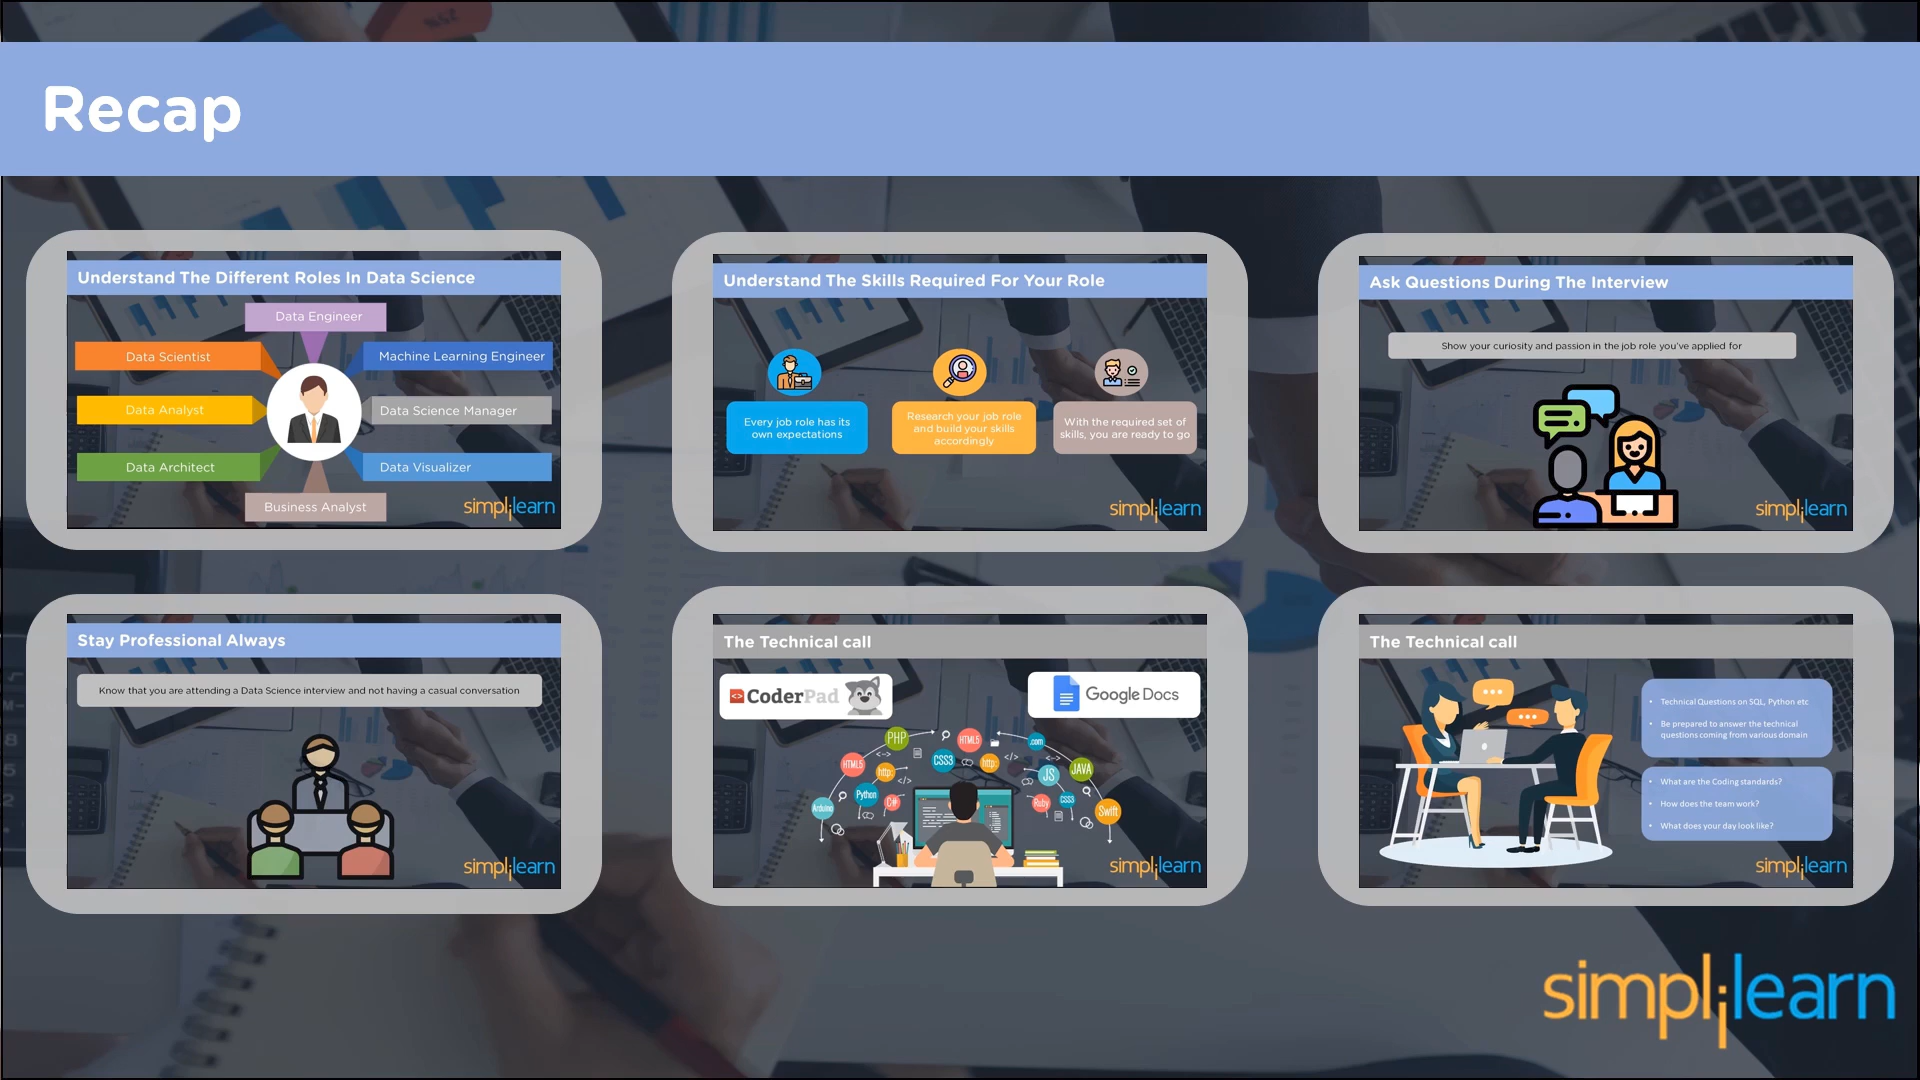 Recap
Understand The Different Roles In Data Science
Data Engineer
Data Scientist
Machine Learning Engineer
Data Analyst
Data Science Manager
Data Architect
Data Visualizer
Business Analyst
simplilearn
Understand The Skills Required For Your Role
Every job role has its
own expectations
Research your job role
and build your skills
accordingly
With the required set of
skills, you are ready to go
simplilearn
Ask Questions During The Interview
Show your curiosity and passion in the job role you've applied for
simplilearn
Stay Professional Always
Know that you are attending a Data Science interview and not having a casual conversation
simplilearn
The Technical call
CoderPad
Google Docs
PHP
HTML5
.com
HTML5
http:
CSS3
http:
JS
JAVA
Arduino
Python
C#
Ruby
CSS3
Swift
simplilearn
The Technical call
• Technical Questions on SQL, Python etc
• Be prepared to answer the technical
questions coming from various domain
• What are the Coding standards?
• How does the team work?
• What does your day look like?
simplilearn
simplilearn